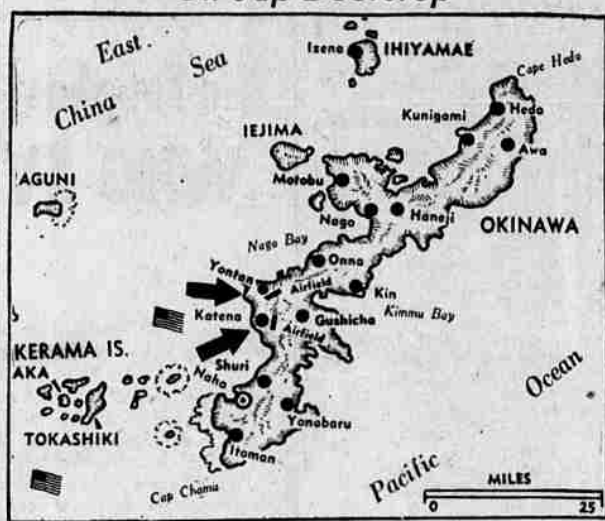 East
China
Sea
Izena
IHIYAMAE
Cape Hedo
Hedo
Kunigami
Awa
IEJIMA
Motobu
Nago
Haneji
OKINAWA
AGUNI
Nago Bay
Onna
Yontan
Airfield
Kin
Kimmu Bay
Katena
Airfield
Gushicha
KERAMA IS.
AKA
TOKASHIKI
Shuri
Naha
Yonabaru
Itoman
Cap Chamu
Pacific
Ocean
MILES
0 25